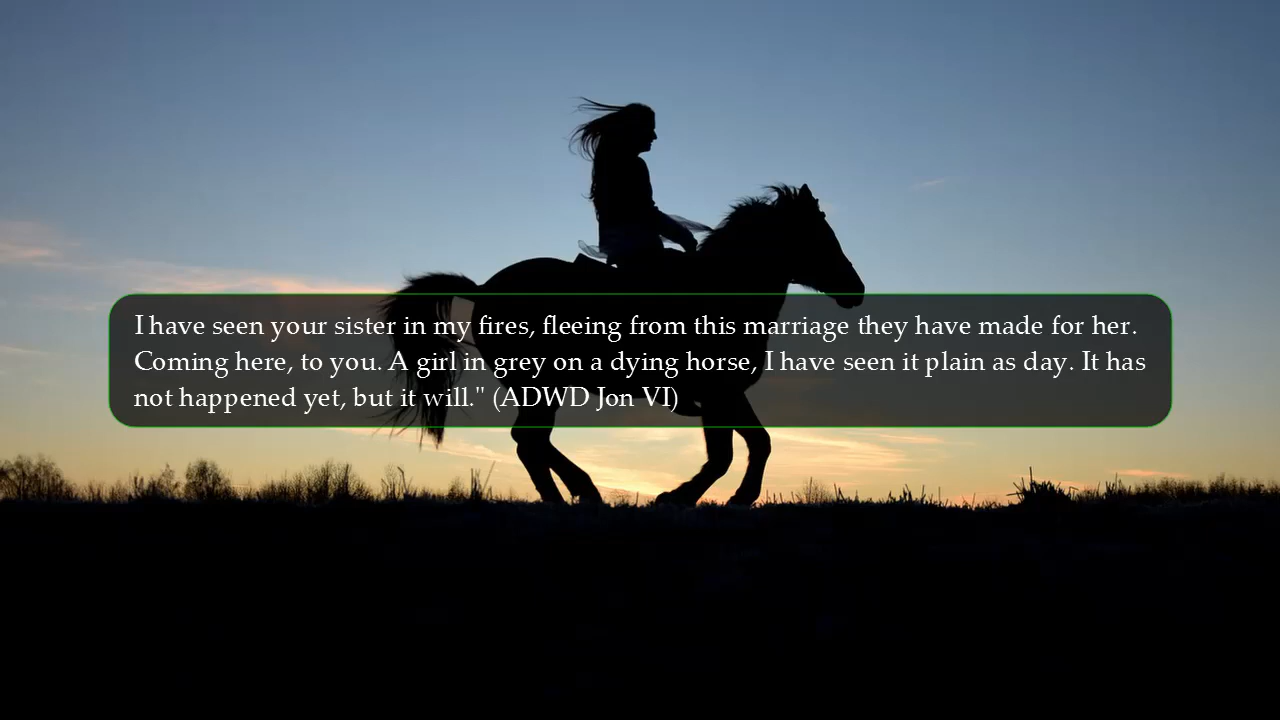 I have seen your sister in my fires, fleeing from this marriage they have made for her.
Coming here, to you. A girl in grey on a dying horse, I have seen it plain as day. It has
not happened yet, but it will." (ADWD Jon VI)